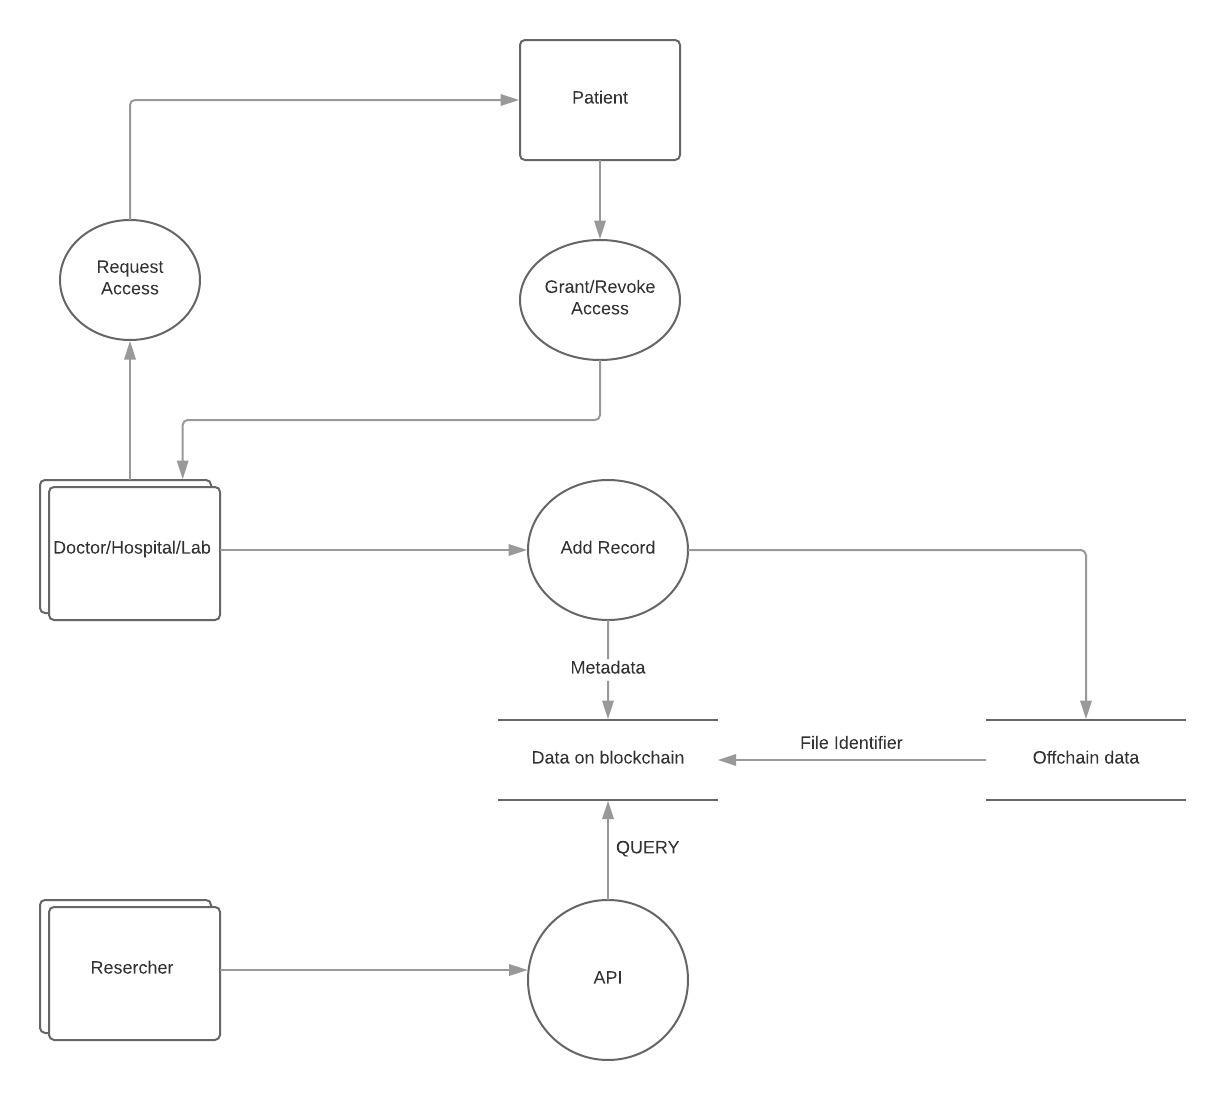 Patient
Request
Access
Grant/Revoke
Access
Doctor/Hospital/Lab
Add Record
Metadata
File Identifier
Data on blockchain
Offchain data
QUERY
Resercher
API